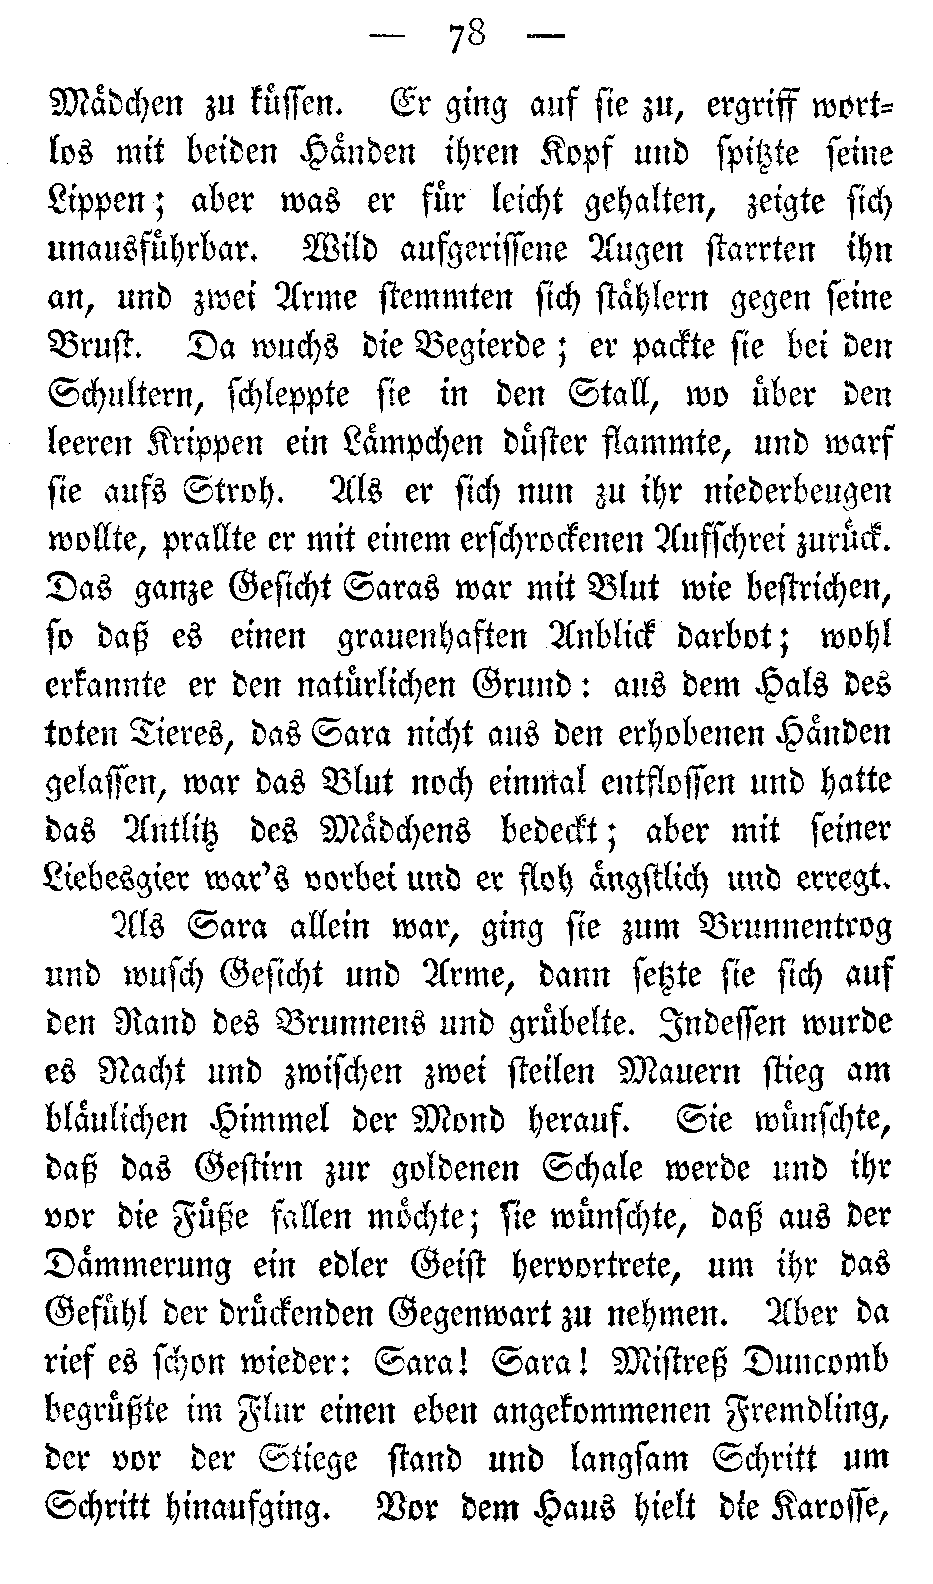 — 78 —
Mädchen zu küssen. Er ging auf sie zu, ergriff wort-
los mit beiden Händen ihren Kopf und spitzte seine
Lippen; aber was er für leicht gehalten, zeigte sich
unausführbar. Wild aufgerissene Augen starrten ihn
an, und zwei Arme stemmten sich stählern gegen seine
Brust. Da wuchs die Begierde; er packte sie bei den
Schultern, schleppte sie in den Stall, wo über den
leeren Krippen ein Lämpchen düster flammte, und warf
sie aufs Stroh. Als er sich nun zu ihr niederbeugen
wollte, prallte er mit einem erschrockenen Aufschrei zurück.
Das ganze Gesicht Saras war mit Blut wie bestrichen,
so daß es einen grauenhaften Anblick darbot; wohl
erkannte er den natürlichen Grund: aus dem Hals des
toten Tieres, das Sara nicht aus den erhobenen Händen
gelassen, war das Blut noch einmal entflossen und hatte
das Antlitz des Mädchens bedeckt; aber mit seiner
Liebesgier war's vorbei und er floh ängstlich und erregt.
Als Sara allein war, ging sie zum Brunnentrog
und wusch Gesicht und Arme, dann setzte sie sich auf
den Rand des Brunnens und grübelte. Indessen wurde
es Nacht und zwischen zwei steilen Mauern stieg am
bläulichen Himmel der Mond herauf. Sie wünschte,
daß das Gestirn zur goldenen Schale werde und ihr
vor die Füße fallen möchte; sie wünschte, daß aus der
Dämmerung ein edler Geist hervortrete, um ihr das
Gefühl der drückenden Gegenwart zu nehmen. Aber da
rief es schon wieder: Sara! Sara! Mistreß Duncomb
begrüßte im Flur einen eben angekommenen Fremdling,
der vor der Stiege stand und langsam Schritt um
Schritt hinaufging. Vor dem Haus hielt die Karosse,